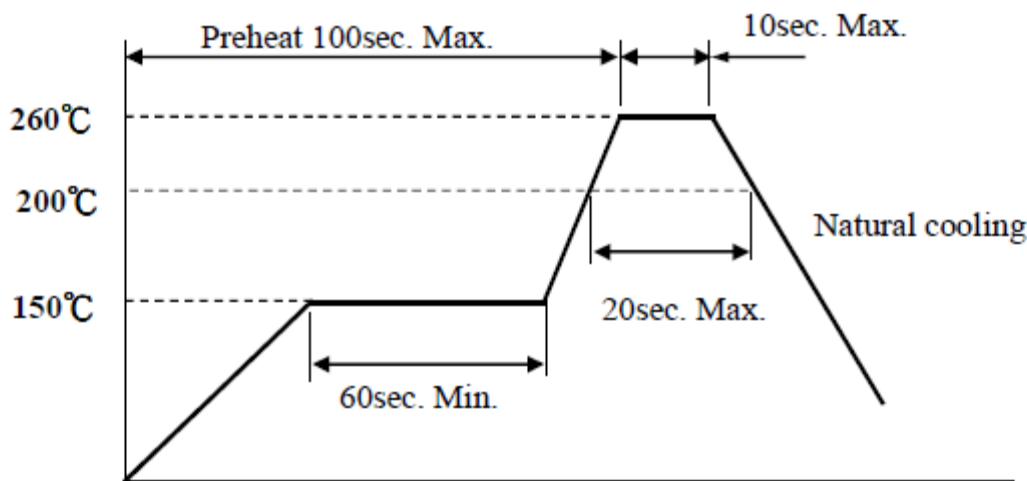 Preheat 100sec. Max.
10sec. Max.
260℃
200℃
Natural cooling
150℃
20sec. Max.
60sec. Min.